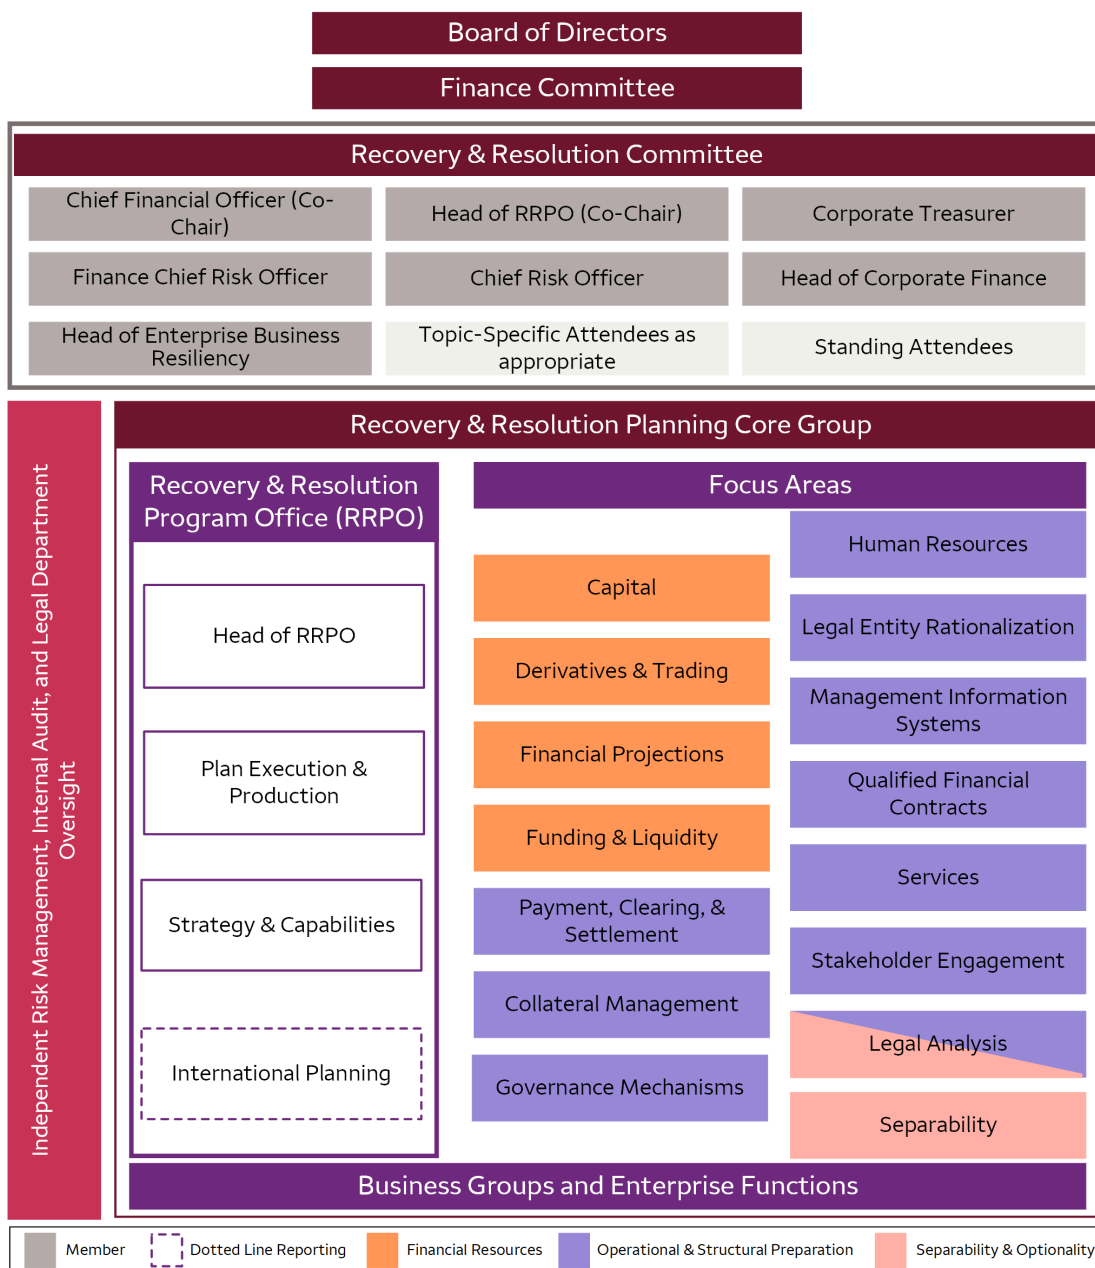 Board of Directors
Finance Committee
Recovery & Resolution Committee
Chief Financial Officer (Co-
Chair)
Head of RRPO (Co-Chair)
Corporate Treasurer
Finance Chief Risk Officer
Chief Risk Officer
Head of Corporate Finance
Head of Enterprise Business
Resiliency
Topic-Specific Attendees as
appropriate
Standing Attendees
Independent Risk Management, Internal Audit, and Legal Department
Oversight
Recovery & Resolution Planning Core Group
Recovery & Resolution
Program Office (RRPO)
Head of RRPO
Plan Execution &
Production
Strategy & Capabilities
International Planning
Focus Areas
Capital
Derivatives & Trading
Financial Projections
Funding & Liquidity
Payment, Clearing, &
Settlement
Collateral Management
Governance Mechanisms
Human Resources
Legal Entity Rationalization
Management Information
Systems
Qualified Financial
Contracts
Services
Stakeholder Engagement
Legal Analysis
Separability
Business Groups and Enterprise Functions
Member
Dotted Line Reporting
Financial Resources
Operational & Structural Preparation
Separability & Optionality